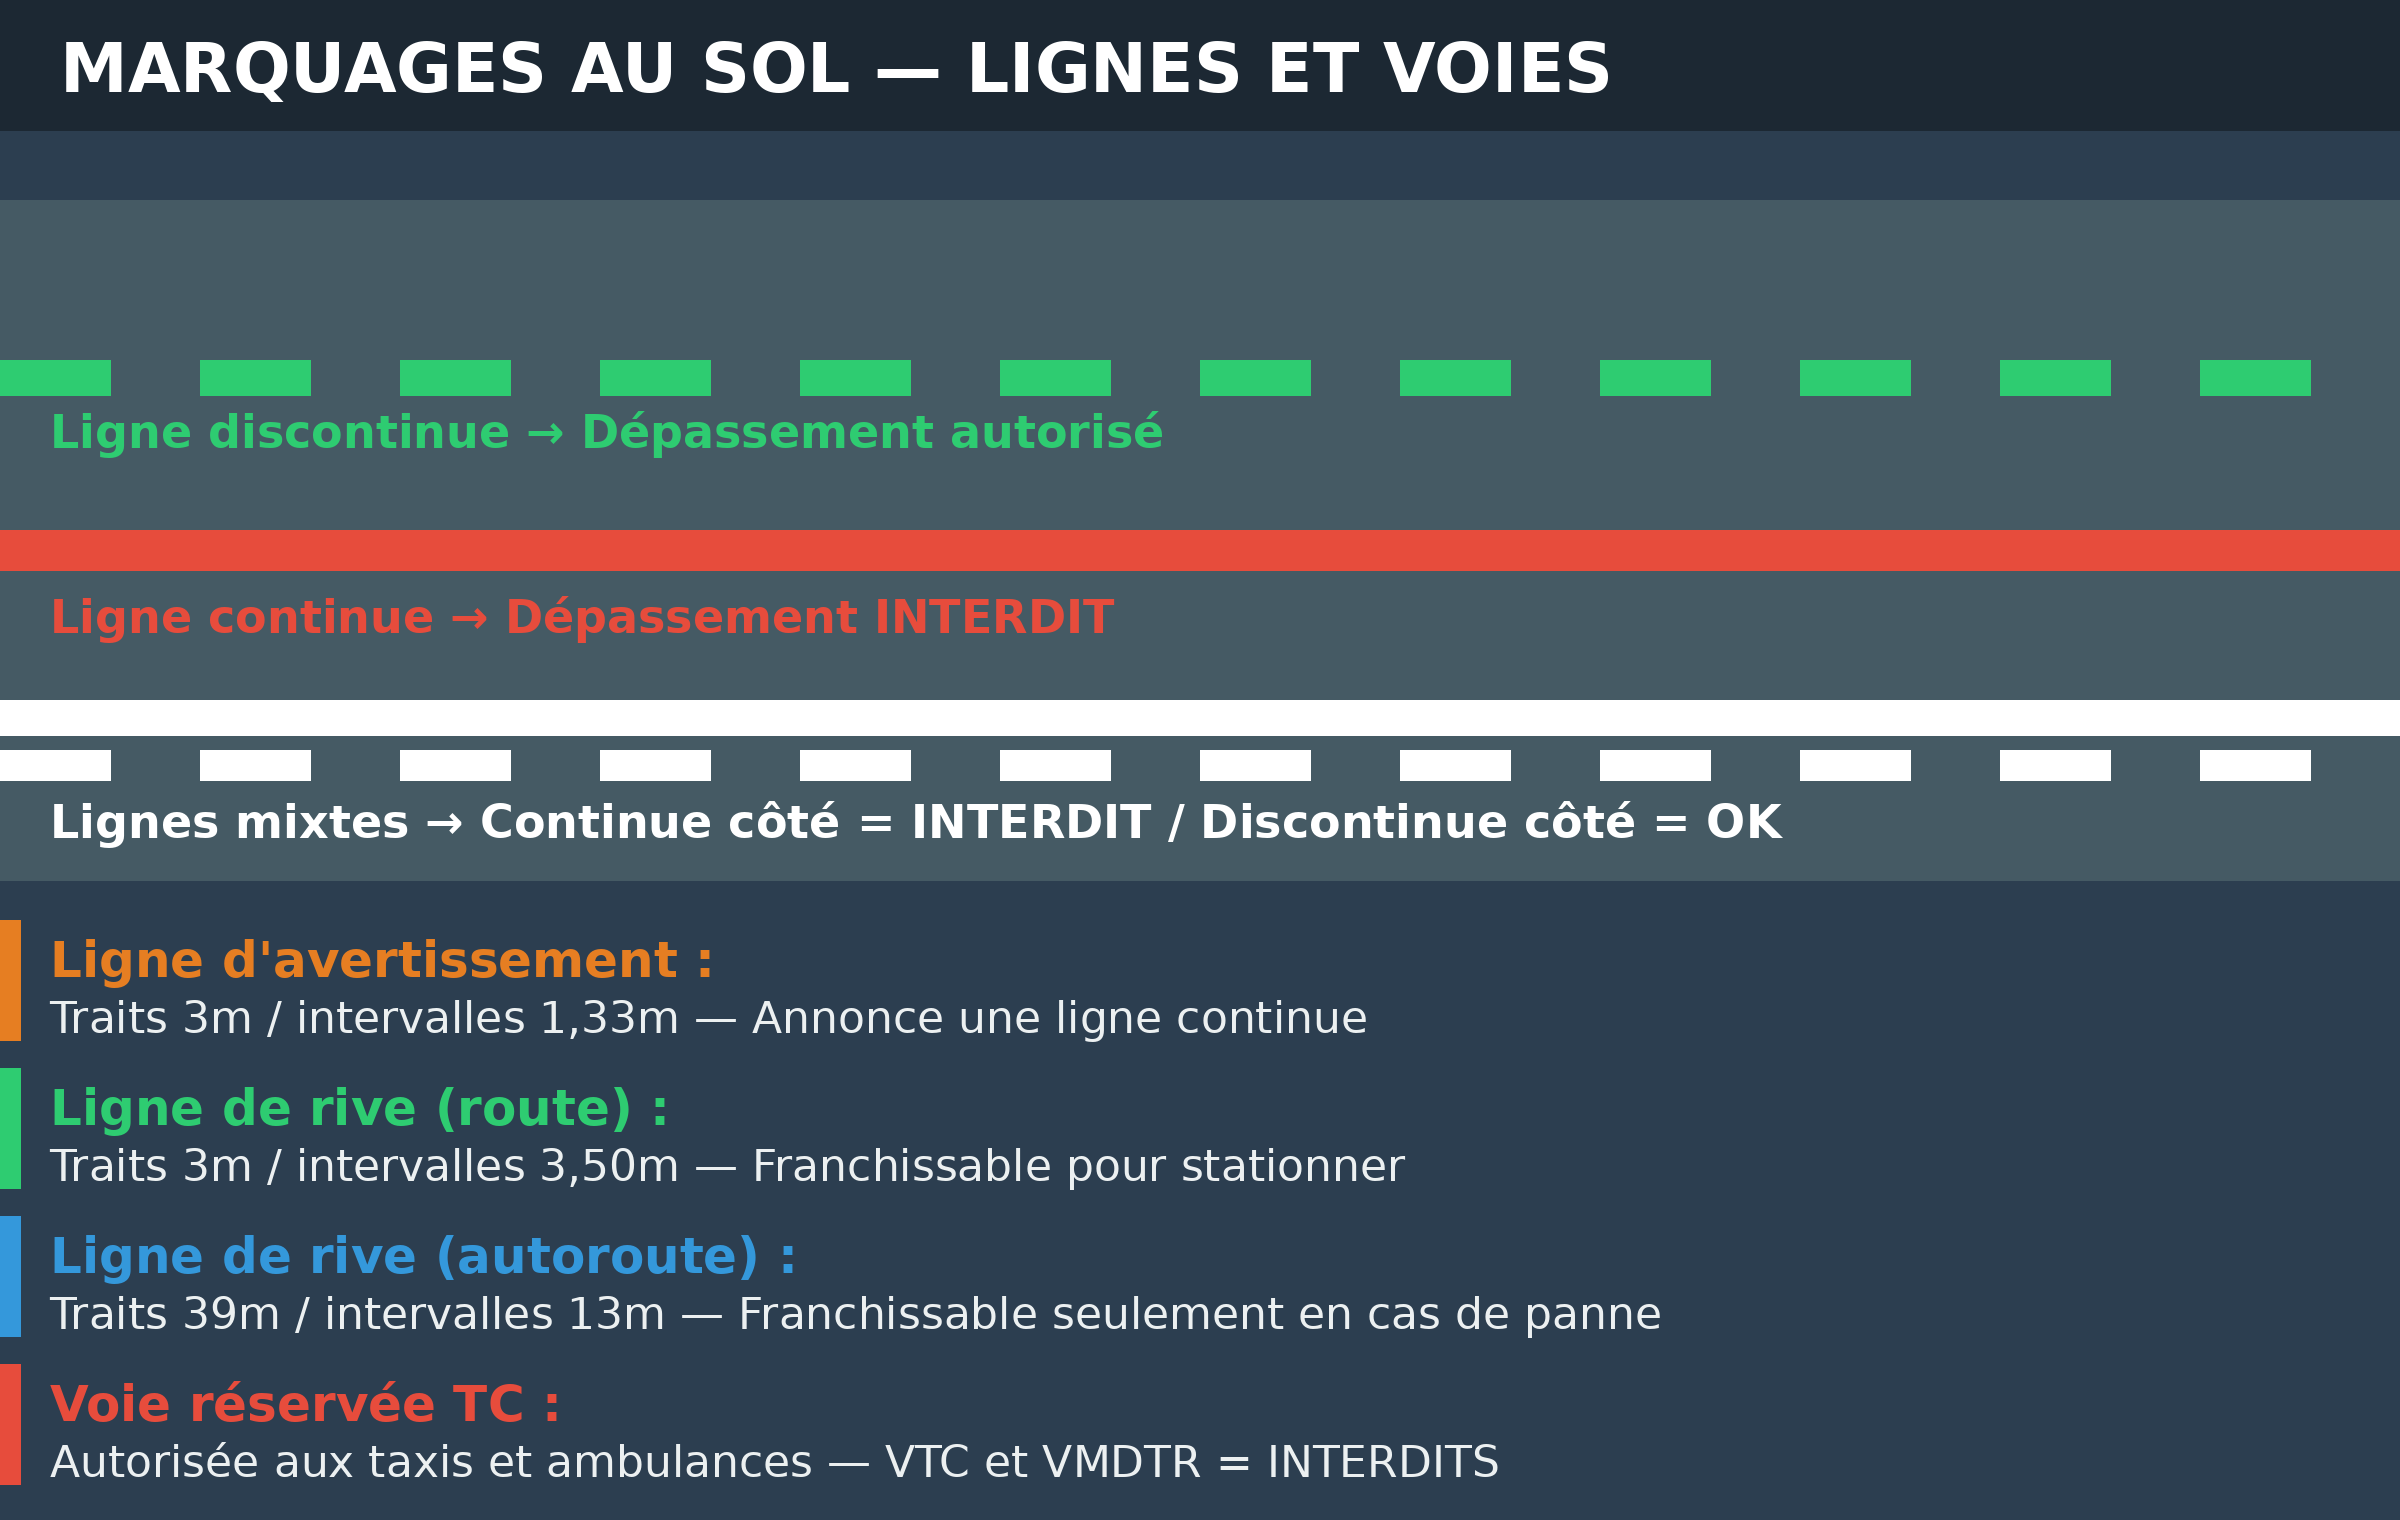 MARQUAGES AU SOL — LIGNES ET VOIES
Ligne discontinue → Dépassement autorisé
Ligne continue → Dépassement INTERDIT
Lignes mixtes → Continue côté = INTERDIT / Discontinue côté = OK
Ligne d'avertissement :
Traits 3m / intervalles 1,33m — Annonce une ligne continue
Ligne de rive (route) :
Traits 3m / intervalles 3,50m — Franchissable pour stationner
Ligne de rive (autoroute) :
Traits 39m / intervalles 13m — Franchissable seulement en cas de panne
Voie réservée TC :
Autorisée aux taxis et ambulances — VTC et VMDTR = INTERDITS